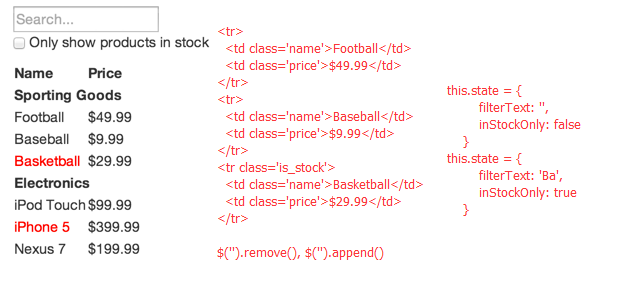 Search...
Only show products in stock
Name Price
Sporting Goods
Football $49.99
Baseball $9.99
Basketball $29.99
Electronics
iPod Touch $99.99
iPhone 5 $399.99
Nexus 7 $199.99
<tr>
<td class='name'>Football</td>
<td class='price'>$49.99</td>
</tr>
<tr>
<td class='name'>Baseball</td>
<td class='price'>$9.99</td>
</tr>
<tr class='is_stock'>
<td class='name'>Basketball</td>
<td class='price'>$29.99</td>
</tr>
$('').remove(), $('').append()
this.state = {
filterText: '',
inStockOnly: false
}
this.state = {
filterText: 'Ba',
inStockOnly: true
}